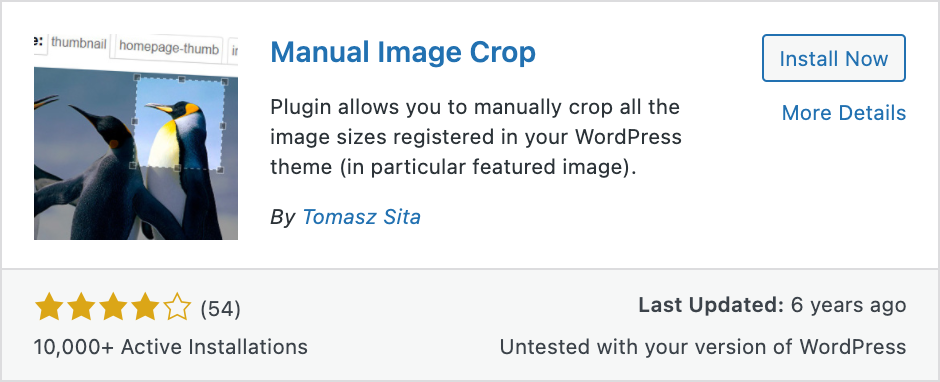 e: thumbnail homepage-thumb
Manual Image Crop
Install Now
More Details
Plugin allows you to manually crop all the
image sizes registered in your WordPress
theme (in particular featured image).
By Tomasz Sita
(54)
10,000+ Active Installations
Last Updated: 6 years ago
Untested with your version of WordPress